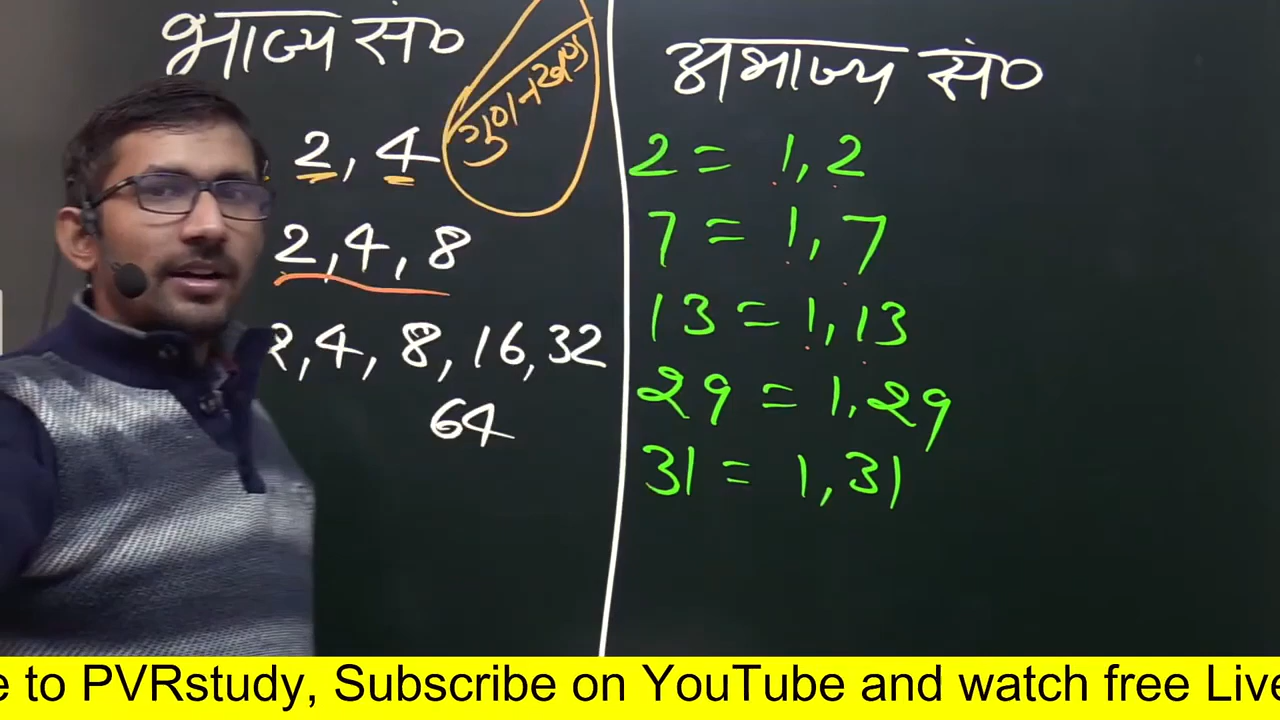 भाज्य सं०
गुणनखण्ड
2, 4
2, 4, 8
2, 4, 8, 16, 32
64
अभाज्य सं०
2 = 1, 2
7 = 1, 7
13 = 1, 13
29 = 1, 29
31 = 1, 31
e to PVRstudy, Subscribe on YouTube and watch free Live